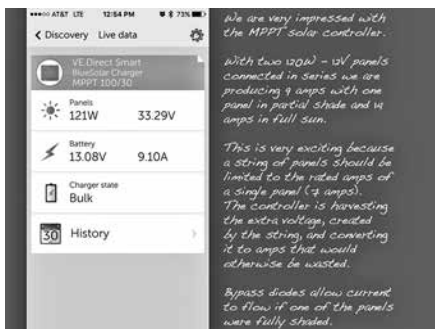 AT&T LTE 12:54 PM 73%
Discovery Live data
VE.Direct Smart
BlueSolar Charger
MPPT 100/30
Panels
121W 33.29V
Battery
13.08V 9.10A
Charger state
Bulk
30 History
We are very impressed with
the MPPT solar controller.
With two 120W - 12V panels
connected in series we are
producing 9 amps with one
panel in partial shade and 14
amps in full sun.
This is very exciting because
a string of panels should be
limited to the rated amps of
a single panel (7 amps).
The controller is harvesting
the extra voltage, created
by the string, and converting
it to amps that would
otherwise be wasted.
Bypass diodes allow current
to flow if one of the panels
were fully shaded.